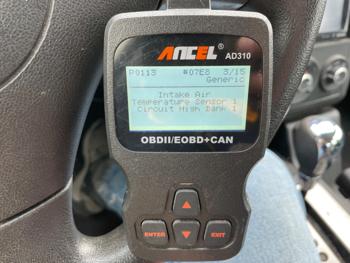 ANCEL®
AD310
P0113 $07E8 3/15
Generic
Intake Air
Temperature Sensor 1
Circuit High Bank 1
OBDII/EOBD+CAN
ENTER
EXIT